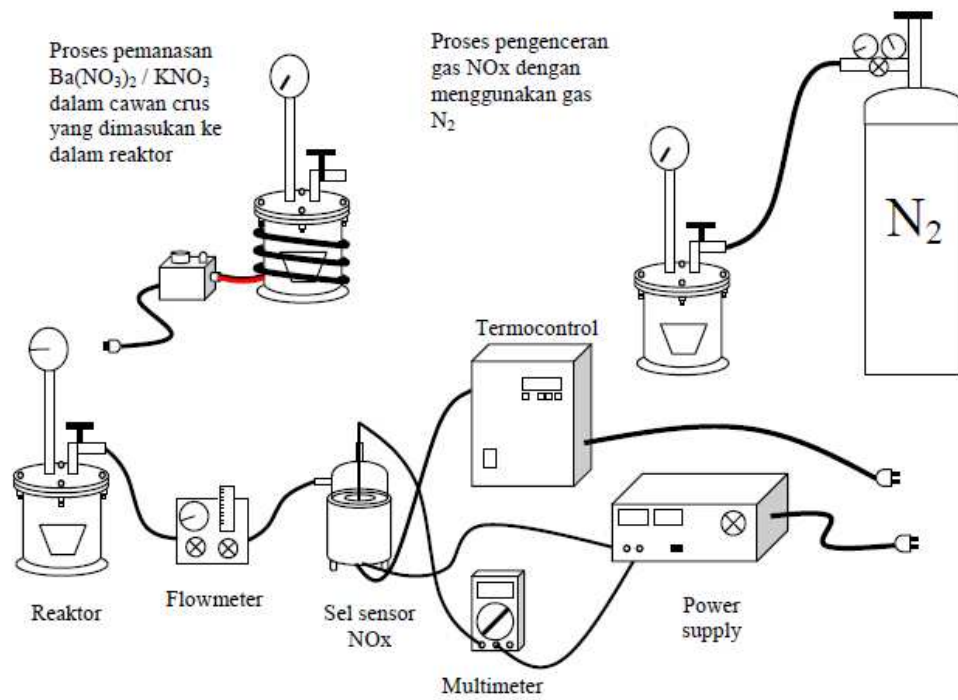 Proses pemanasan
Ba(NO₃)₂ / KNO₃
dalam cawan crus
yang dimasukan ke
dalam reaktor
Proses pengenceran
gas NOx dengan
menggunakan gas
N₂
N₂
Termocontrol
Reaktor
Flowmeter
Sel sensor
NOx
Multimeter
Power
supply